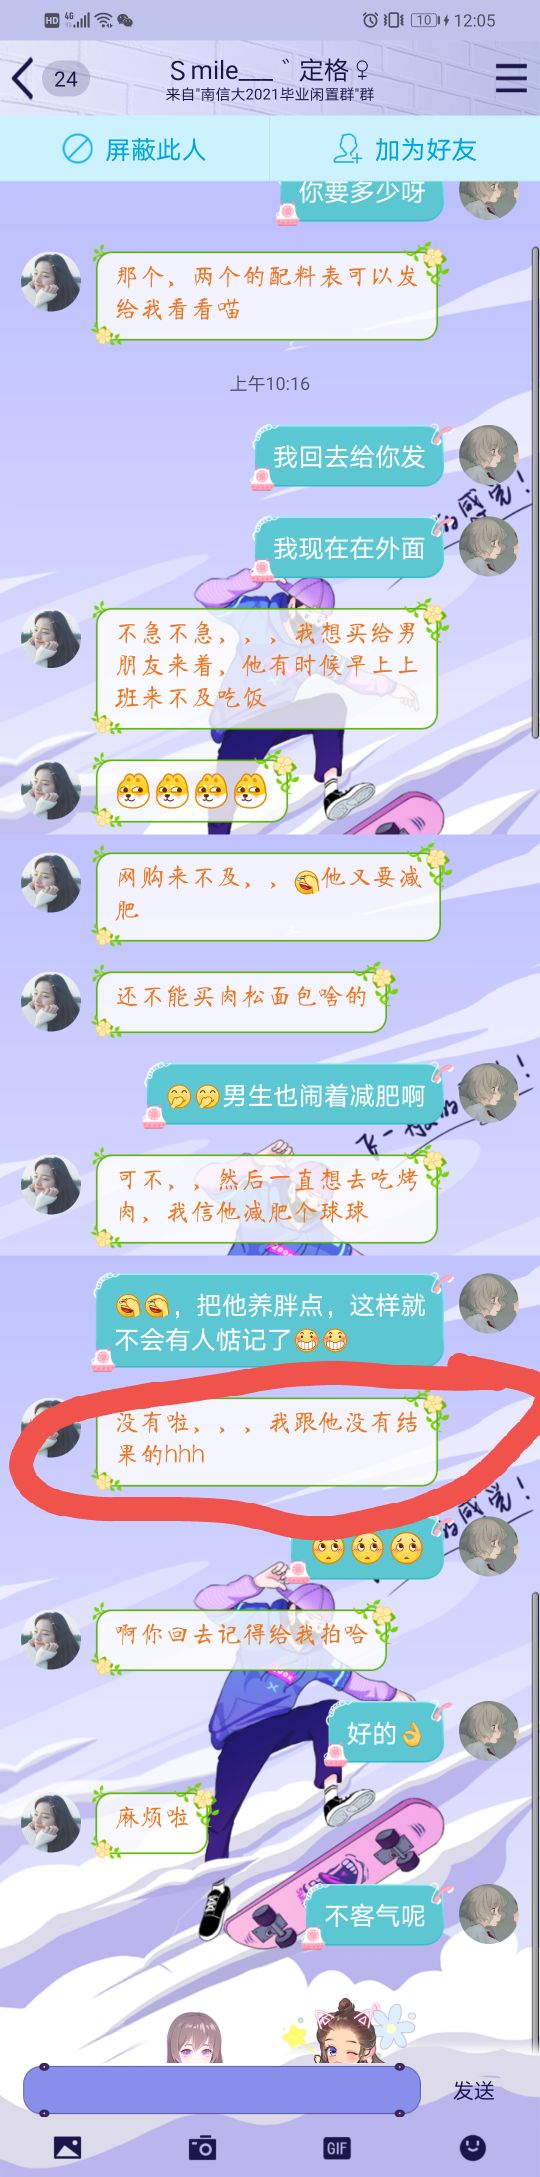 HD 4G 10 12:05
24
Smile___゛定格♀
来自"南信大2021毕业闲置群"群
屏蔽此人
加为好友
你要多少呀
那个，两个的配料表可以发
给我看看喵
上午10:16
我回去给你发
我现在在外面
不急不急，，，我想买给男
朋友来着，他有时候早上上
班来不及吃饭
网购来不及，，🤣他又要减
肥
还不能买肉松面包啥的
🤭🤭男生也闹着减肥啊
可不， 然后一直想去吃烤
肉，我信他减肥个球球
🤣🤣，把他养胖点，这样就
不会有人惦记了😁😁
没有啦，，，我跟他没有结
果的hhh
🙄🙄🙄
啊你回去记得给我拍哈
好的👌
麻烦啦
不客气呢
发送
GIF